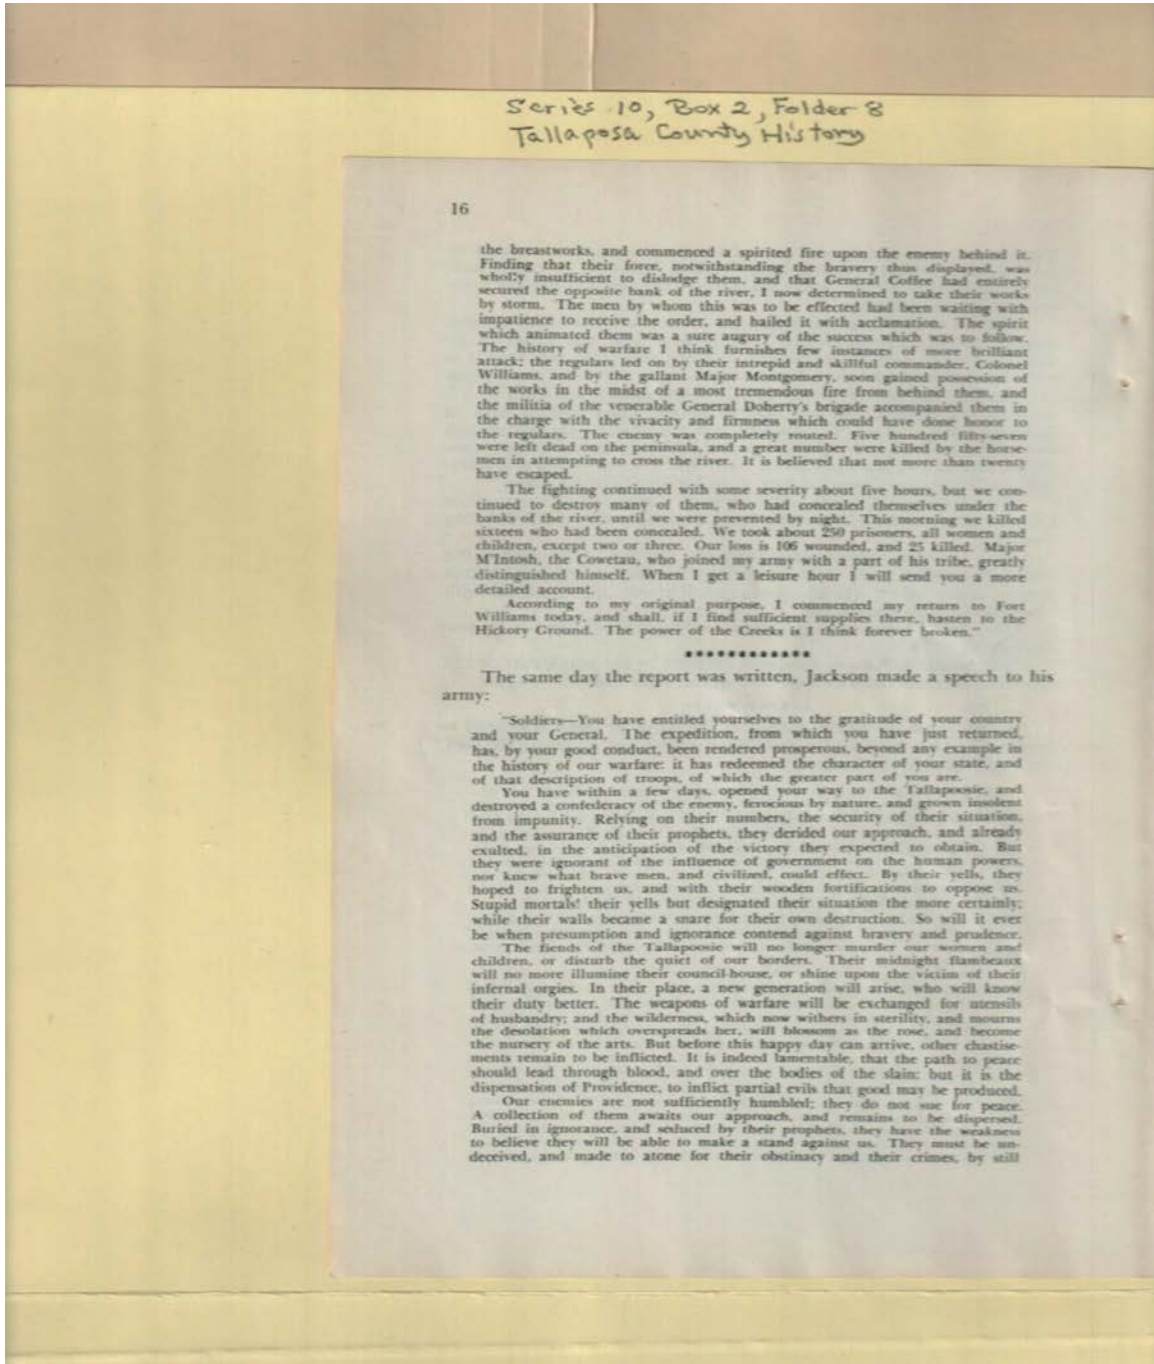 Series 10, Box 2, Folder 8
Tallaposa County History
16
the breastworks, and commenced a spirited fire upon the enemy behind it.
Finding that their force, notwithstanding the bravery thus displayed, was
wholly insufficient to dislodge them, and that General Coffee had entirely
secured the opposite bank of the river, I now determined to take their works
by storm. The men by whom this was to be effected had been waiting with
impatience to receive the order, and hailed it with acclamation. The spirit
which animated them was a sure augury of the success which was to follow.
The history of warfare I think furnishes few instances of more brilliant
attack; the regulars led on by their intrepid and skillful commander, Colonel
Williams, and by the gallant Major Montgomery, soon gained possession of
the works in the midst of a most tremendous fire from behind them, and
the militia of the venerable General Doherty's brigade accompanied them in
the charge with the vivacity and firmness which could have done honor to
the regulars. The enemy was completely routed. Five hundred fifty-seven
were left dead on the peninsula, and a great number were killed by the horse-
men in attempting to cross the river. It is believed that not more than twenty
have escaped.
The fighting continued with some severity about five hours, but we con-
tinued to destroy many of them, who had concealed themselves under the
banks of the river, until we were prevented by night. This morning we killed
sixteen who had been concealed. We took about 250 prisoners, all women and
children, except two or three. Our loss is 106 wounded, and 25 killed. Major
M'Intosh, the Cowetau, who joined my army with a part of his tribe, greatly
distinguished himself. When I get a leisure hour I will send you a more
detailed account.
According to my original purpose, I commenced my return to Fort
Williams today, and shall, if I find sufficient supplies there, hasten to the
Hickory Ground. The power of the Creeks is I think forever broken."
************
The same day the report was written, Jackson made a speech to his
army:
"Soldiers—You have entitled yourselves to the gratitude of your country
and your General. The expedition, from which you have just returned,
has, by your good conduct, been rendered prosperous, beyond any example in
the history of our warfare: it has redeemed the character of your state, and
of that description of troops, of which the greater part of you are.
You have within a few days, opened your way to the Tallapoosie, and
destroyed a confederacy of the enemy, ferocious by nature, and grown insolent
from impunity. Relying on their numbers, the security of their situation,
and the assurance of their prophets, they derided our approach, and already
exulted, in the anticipation of the victory they expected to obtain. But
they were ignorant of the influence of government on the human powers,
nor knew what brave men, and civilized, could effect. By their yells, they
hoped to frighten us, and with their wooden fortifications to oppose us.
Stupid mortals! their yells but designated their situation the more certainly;
while their walls became a snare for their own destruction. So will it ever
be when presumption and ignorance contend against bravery and prudence.
The fiends of the Tallapoosie will no longer murder our women and
children, or disturb the quiet of our borders. Their midnight flambeaux
will no more illumine their council-house, or shine upon the victim of their
infernal orgies. In their place, a new generation will arise, who will know
their duty better. The weapons of warfare will be exchanged for utensils
of husbandry; and the wilderness, which now withers in sterility, and mourns
the desolation which overspreads her, will blossom as the rose, and become
the nursery of the arts. But before this happy day can arrive, other chastise-
ments remain to be inflicted. It is indeed lamentable, that the path to peace
should lead through blood, and over the bodies of the slain: but it is the
dispensation of Providence, to inflict partial evils that good may be produced.
Our enemies are not sufficiently humbled; they do not sue for peace.
A collection of them awaits our approach, and remains to be dispersed.
Buried in ignorance, and seduced by their prophets, they have the weakness
to believe they will be able to make a stand against us. They must be un-
deceived, and made to atone for their obstinacy and their crimes, by still